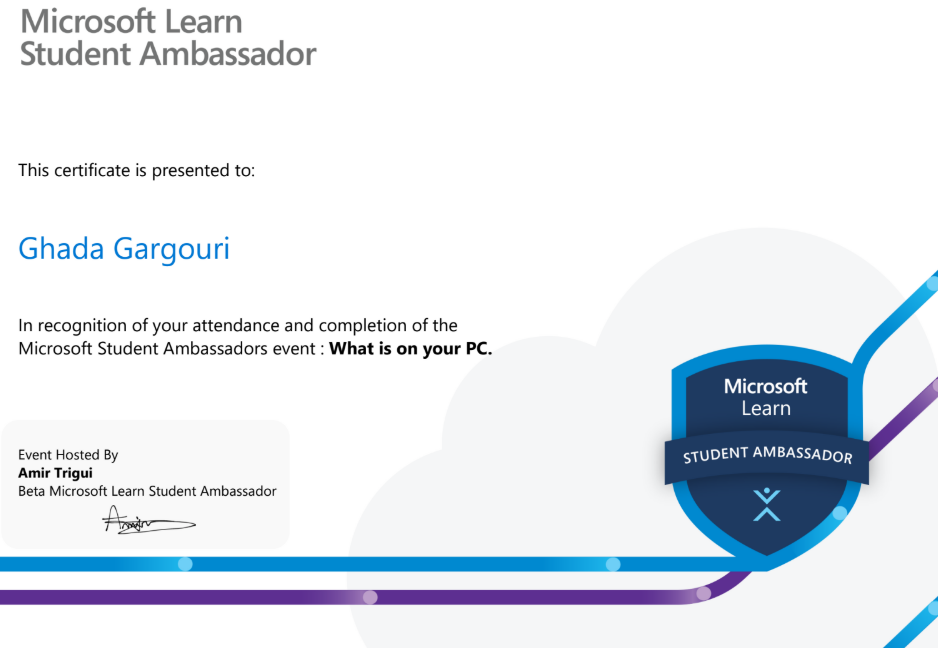 Microsoft Learn
Student Ambassador
This certificate is presented to:
Ghada Gargouri
In recognition of your attendance and completion of the
Microsoft Student Ambassadors event : What is on your PC.
Event Hosted By
Amir Trigui
Beta Microsoft Learn Student Ambassador
Microsoft
Learn
STUDENT AMBASSADOR